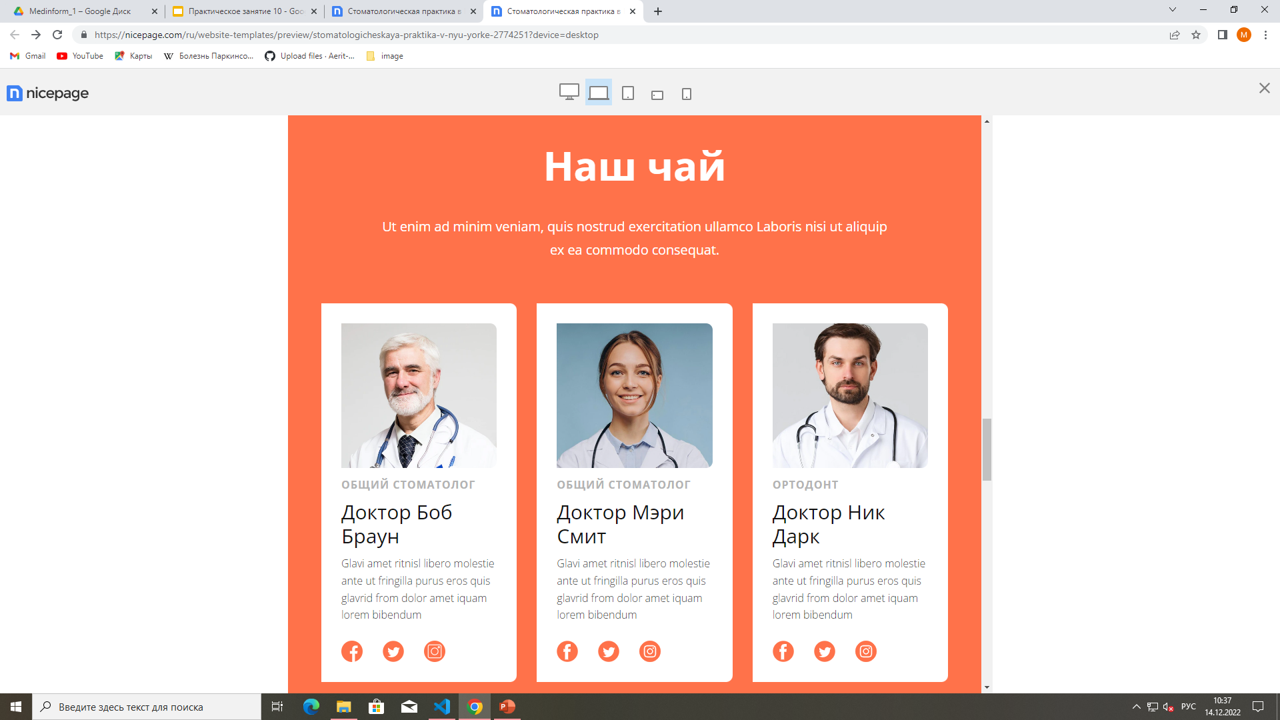 Medinform_1 – Google Диск
Практическое занятие 10 - Goo
Стоматологическая практика в
Стоматологическая практика в
https://nicepage.com/ru/website-templates/preview/stomatologicheskaya-praktika-v-nyu-yorke-2774251?device=desktop
M
Gmail
YouTube
Карты
Болезнь Паркинсо...
Upload files · Aerit-...
image
nicepage
Наш чай
Ut enim ad minim veniam, quis nostrud exercitation ullamco Laboris nisi ut aliquip
ex ea commodo consequat.
ОБЩИЙ СТОМАТОЛОГ
Доктор Боб
Браун
Glavi amet ritnisl libero molestie
ante ut fringilla purus eros quis
glavrid from dolor amet iquam
lorem bibendum
ОБЩИЙ СТОМАТОЛОГ
Доктор Мэри
Смит
Glavi amet ritnisl libero molestie
ante ut fringilla purus eros quis
glavrid from dolor amet iquam
lorem bibendum
ОРТОДОНТ
Доктор Ник
Дарк
Glavi amet ritnisl libero molestie
ante ut fringilla purus eros quis
glavrid from dolor amet iquam
lorem bibendum
Введите здесь текст для поиска
РУС
10:37
14.12.2022